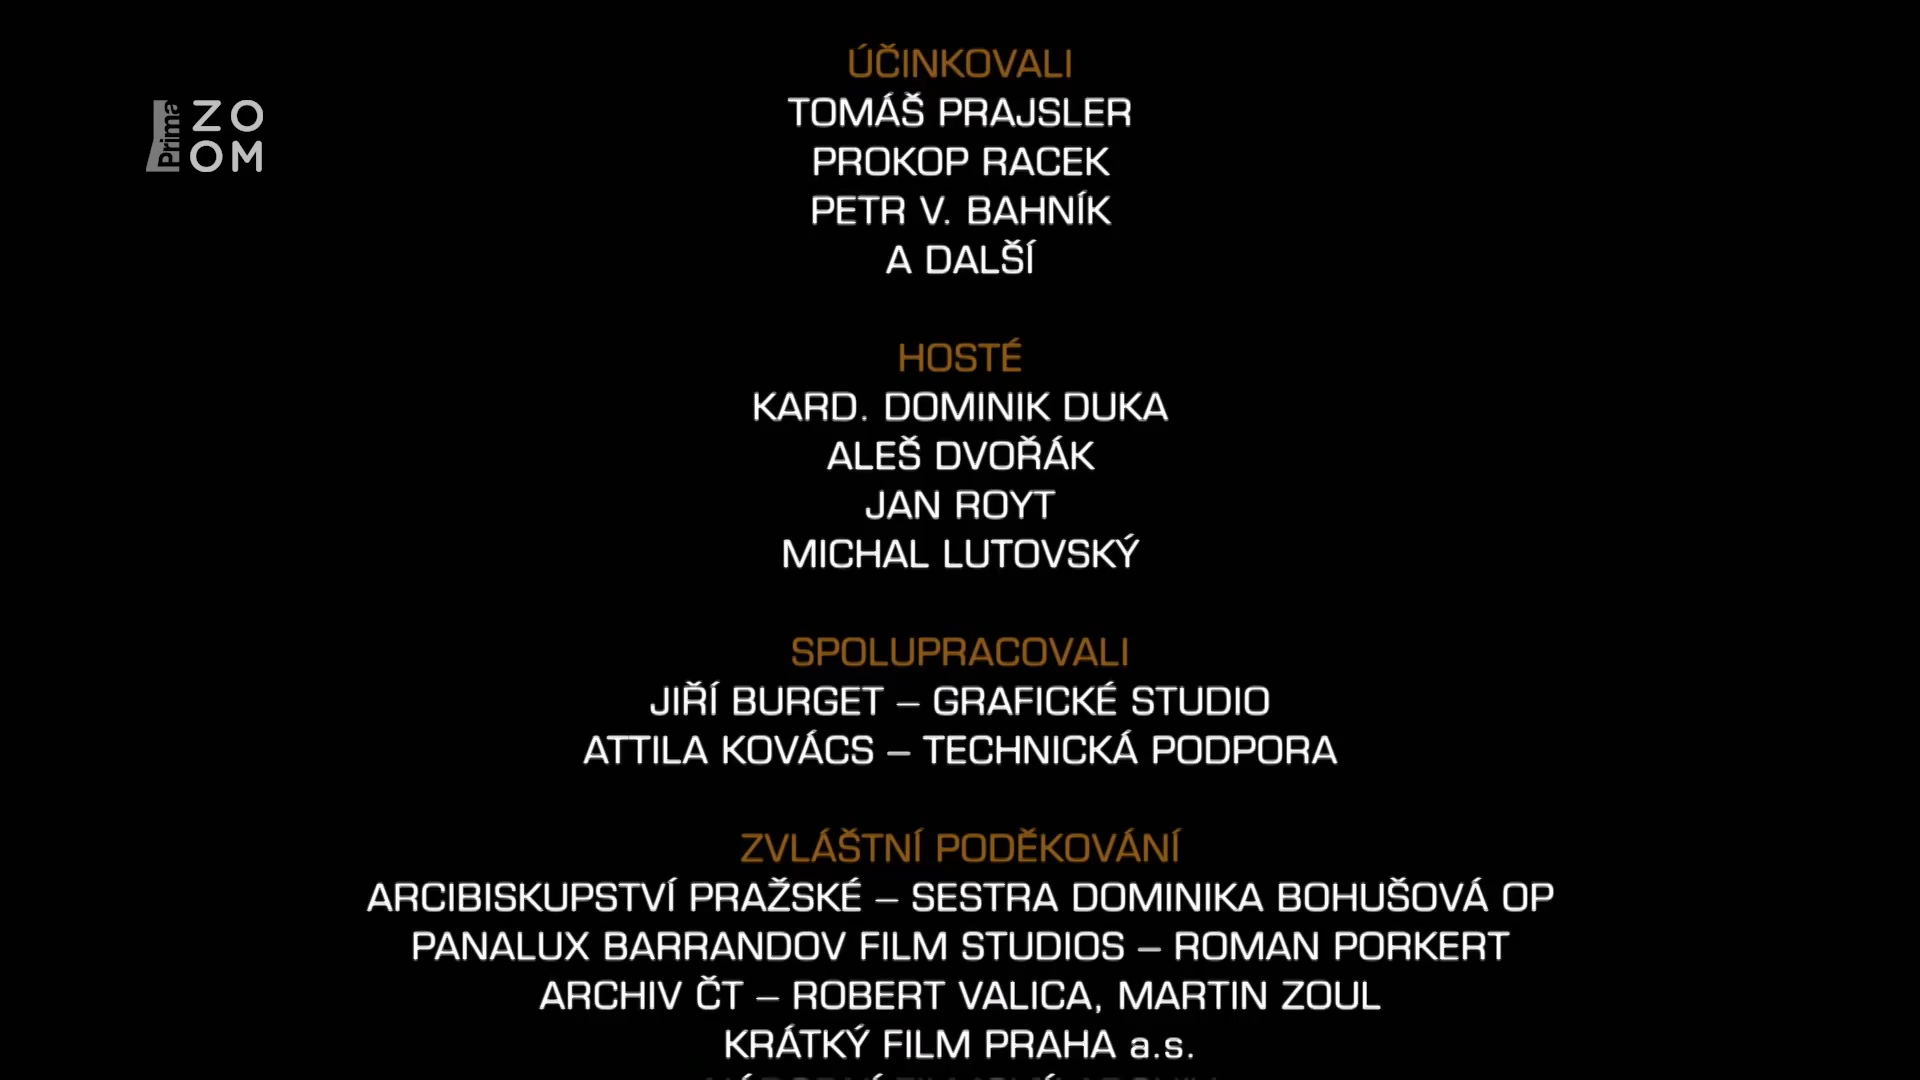 Prima
ZO
OM
ÚČINKOVALI
TOMÁŠ PRAJSLER
PROKOP RACEK
PETR V. BAHNÍK
A DALŠÍ
HOSTÉ
KARD. DOMINIK DUKA
ALEŠ DVOŘÁK
JAN ROYT
MICHAL LUTOVSKÝ
SPOLUPRACOVALI
JIŘÍ BURGET – GRAFICKÉ STUDIO
ATTILA KOVÁCS – TECHNICKÁ PODPORA
ZVLÁŠTNÍ PODĚKOVÁNÍ
ARCIBISKUPSTVÍ PRAŽSKÉ – SESTRA DOMINIKA BOHUŠOVÁ OP
PANALUX BARRANDOV FILM STUDIOS – ROMAN PORKERT
ARCHIV ČT – ROBERT VALICA, MARTIN ZOUL
KRÁTKÝ FILM PRAHA a.s.